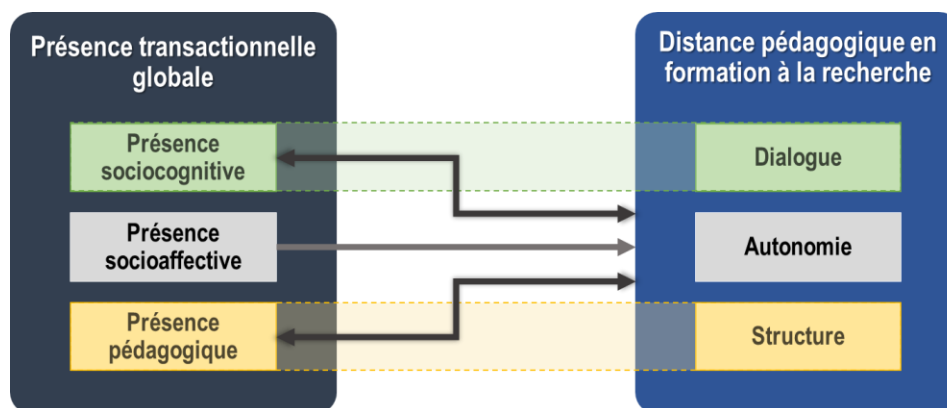 Présence transactionnelle
globale
Présence
sociocognitive
Présence
socioaffective
Présence
pédagogique
Distance pédagogique en
formation à la recherche
Dialogue
Autonomie
Structure